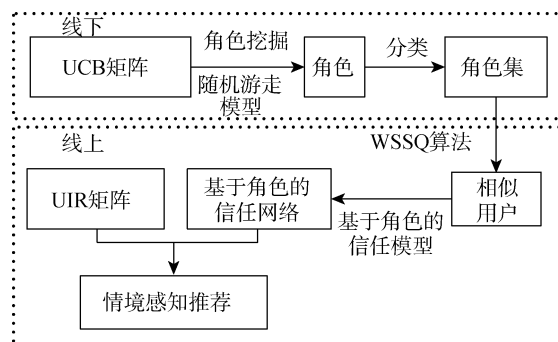 线下
UCB矩阵
角色挖掘
随机游走
模型
角色
分类
角色集
线上
WSSQ算法
UIR矩阵
基于角色的
信任网络
基于角色的
信任模型
相似
用户
情境感知推荐